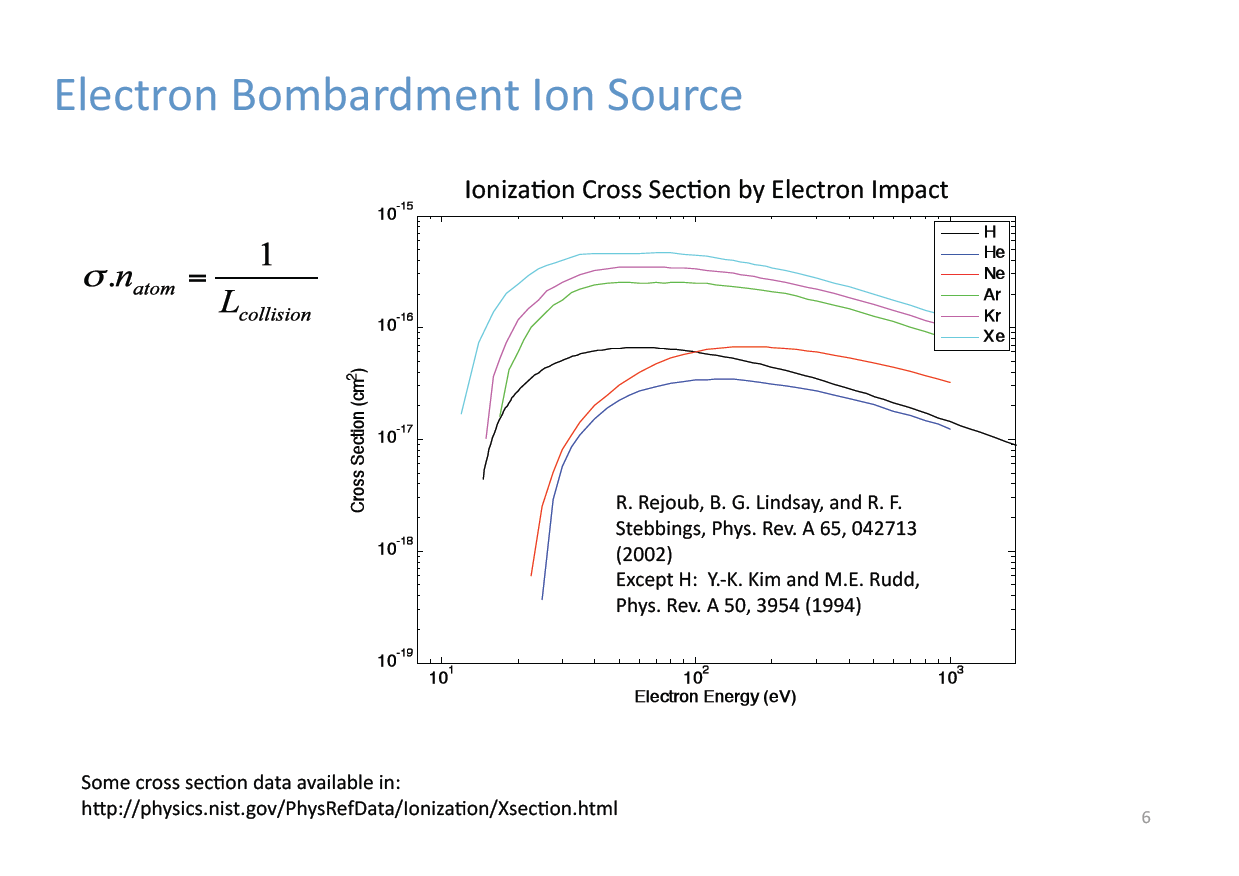 Electron Bombardment Ion Source
Ionization Cross Section by Electron Impact
σ.n_atom = 1 / L_collision
10^-15
10^-16
10^-17
10^-18
10^-19
Cross Section (cm^2)
H
He
Ne
Ar
Kr
Xe
R. Rejoub, B. G. Lindsay, and R. F.
Stebbings, Phys. Rev. A 65, 042713
(2002)
Except H: Y.-K. Kim and M.E. Rudd,
Phys. Rev. A 50, 3954 (1994)
10^1
10^2
10^3
Electron Energy (eV)
Some cross section data available in:
http://physics.nist.gov/PhysRefData/Ionization/Xsection.html
6